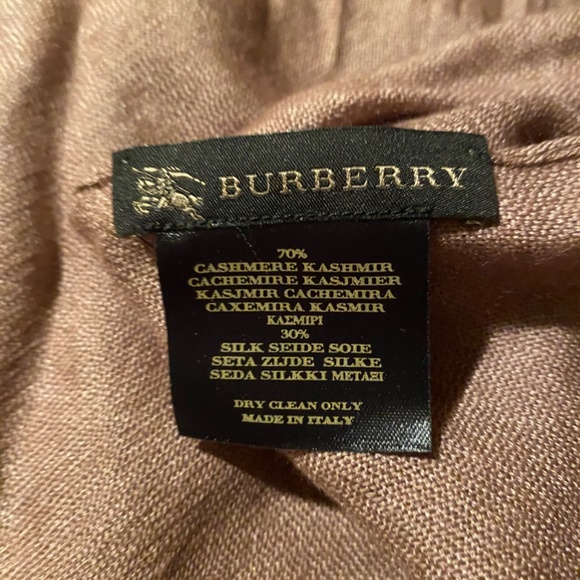 BURBERRY
70%
CASHMERE KASHMIR
CACHEMIRE KASJMIER
KASJMIR CACHEMIRA
CAXEMIRA KASMIR
ΚΑΣΜΙΡΙ
30%
SILK SEIDE SOIE
SETA ZIJDE SILKE
SEDA SILKKI ΜΕΤΑΞΙ
DRY CLEAN ONLY
MADE IN ITALY